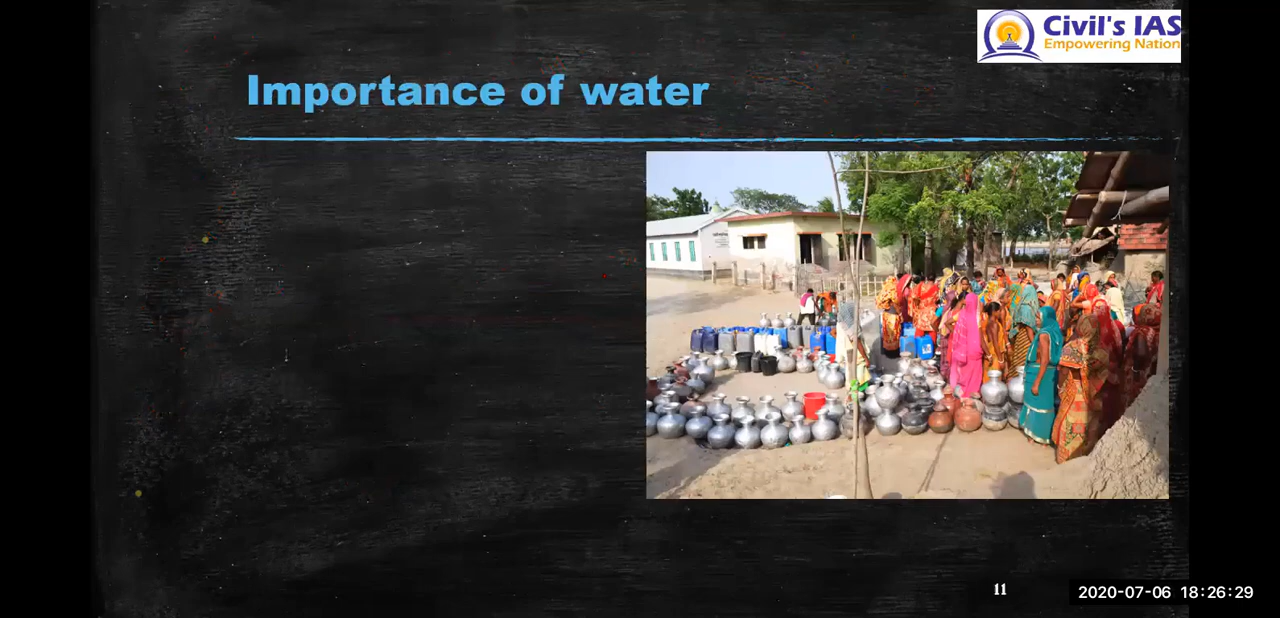 Civil's IAS
Empowering Nation
Importance of water
11
2020-07-06 18:26:29